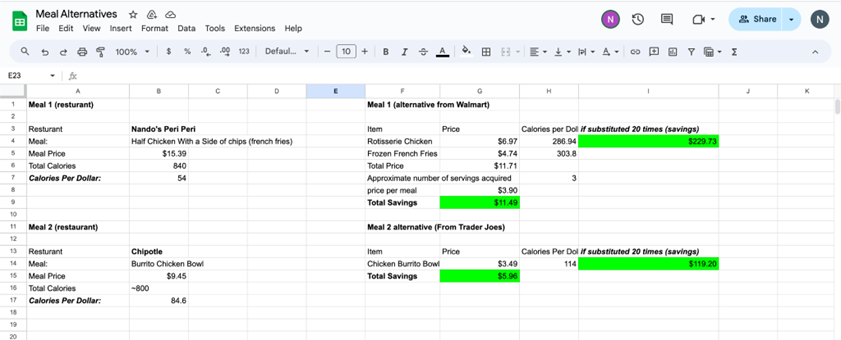 Meal Alternatives
File Edit View Insert Format Data Tools Extensions Help
N
Share
N
100% $ % .0 .00 123 Defaul... − 10 + B I S A Σ
E23 fx
A B C D E F G H I J K
1 Meal 1 (resturant) Meal 1 (alternative from Walmart)
2
3 Resturant Nando's Peri Peri Item Price Calories per Dol if substituted 20 times (savings)
4 Meal: Half Chicken With a Side of chips (french fries) Rotisserie Chicken $6.97 286.94 $229.73
5 Meal Price $15.39 Frozen French Fries $4.74 303.8
6 Total Calories 840 Total Price $11.71
7 Calories Per Dollar: 54 Approximate number of servings acquired 3
8 price per meal $3.90
9 Total Savings $11.49
10
11 Meal 2 (restaurant) Meal 2 alternative (From Trader Joes)
12
13 Resturant Chipotle Item Price Calories Per Dol if substituted 20 times (savings)
14 Meal: Burrito Chicken Bowl Chicken Burrito Bowl $3.49 114 $119.20
15 Meal Price $9.45 Total Savings $5.96
16 Total Calories ~800
17 Calories Per Dollar: 84.6
18
19
20